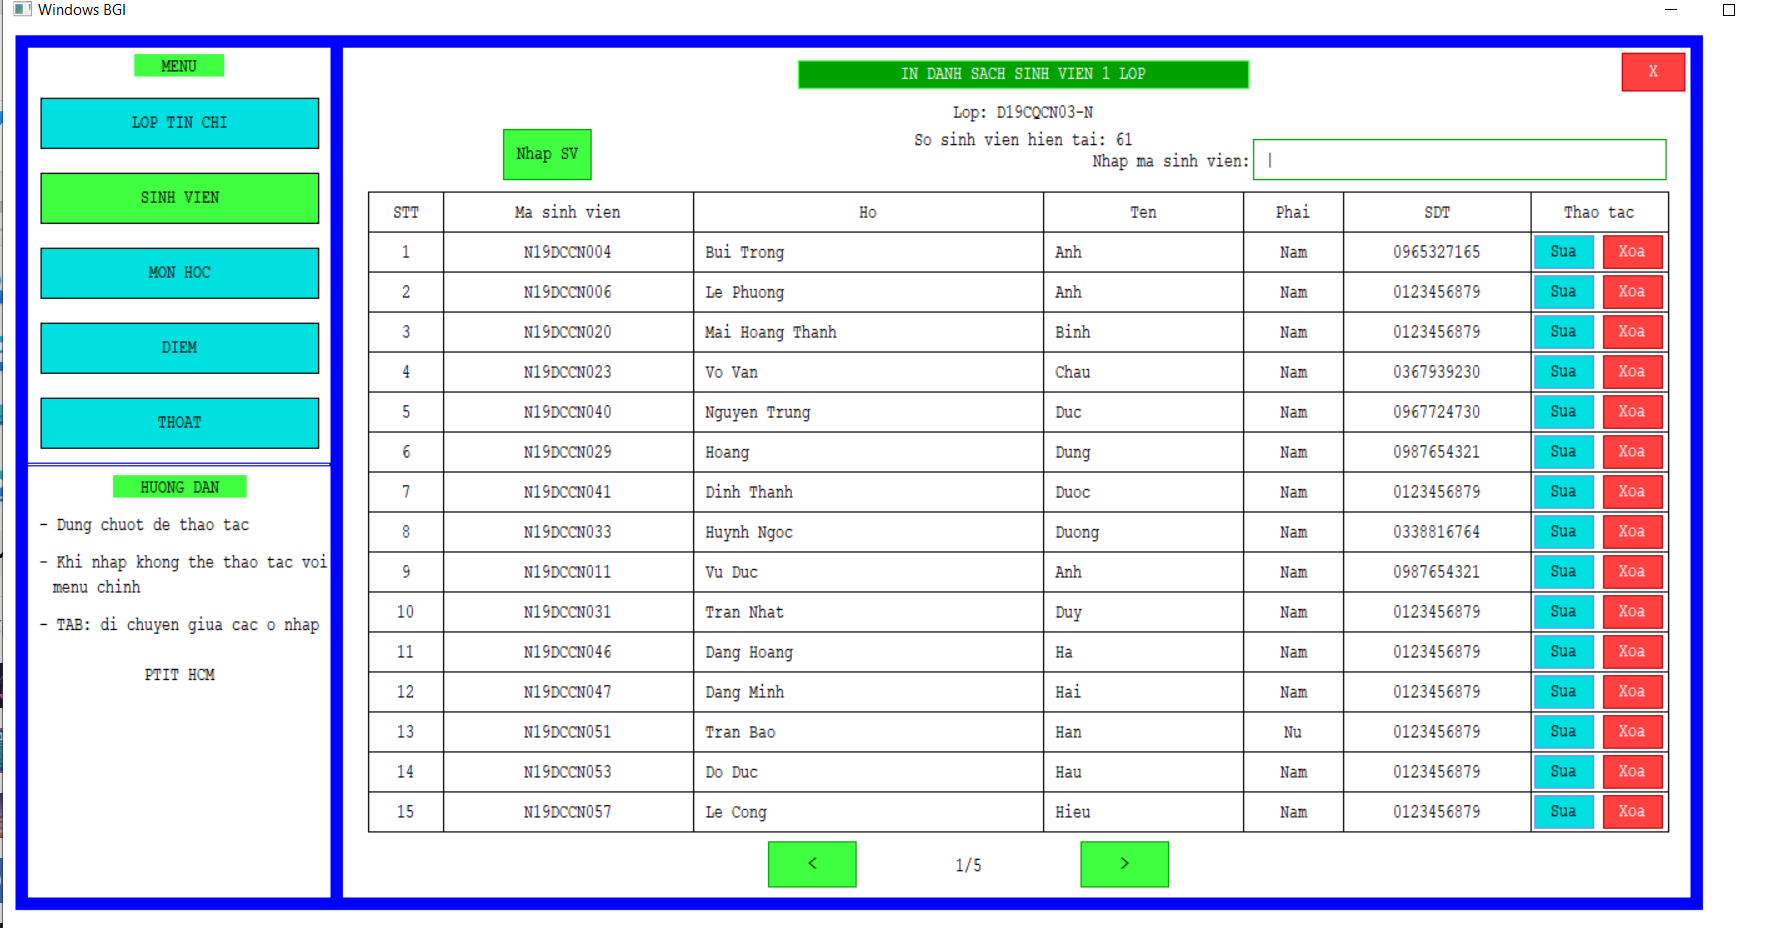 Windows BGI
MENU
LOP TIN CHI
SINH VIEN
MON HOC
DIEM
THOAT
HUONG DAN
- Dung chuot de thao tac
- Khi nhap khong the thao tac voi
menu chinh
- TAB: di chuyen giua cac o nhap
PTIT HCM
IN DANH SACH SINH VIEN 1 LOP
X
Lop: D19CQCN03-N
So sinh vien hien tai: 61
Nhap SV
Nhap ma sinh vien: |
STT Ma sinh vien Ho Ten Phai SDT Thao tac
1 N19DCCN004 Bui Trong Anh Nam 0965327165 Sua Xoa
2 N19DCCN006 Le Phuong Anh Nam 0123456879 Sua Xoa
3 N19DCCN020 Mai Hoang Thanh Binh Nam 0123456879 Sua Xoa
4 N19DCCN023 Vo Van Chau Nam 0367939230 Sua Xoa
5 N19DCCN040 Nguyen Trung Duc Nam 0967724730 Sua Xoa
6 N19DCCN029 Hoang Dung Nam 0987654321 Sua Xoa
7 N19DCCN041 Dinh Thanh Duoc Nam 0123456879 Sua Xoa
8 N19DCCN033 Huynh Ngoc Duong Nam 0338816764 Sua Xoa
9 N19DCCN011 Vu Duc Anh Nam 0987654321 Sua Xoa
10 N19DCCN031 Tran Nhat Duy Nam 0123456879 Sua Xoa
11 N19DCCN046 Dang Hoang Ha Nam 0123456879 Sua Xoa
12 N19DCCN047 Dang Minh Hai Nam 0123456879 Sua Xoa
13 N19DCCN051 Tran Bao Han Nu 0123456879 Sua Xoa
14 N19DCCN053 Do Duc Hau Nam 0123456879 Sua Xoa
15 N19DCCN057 Le Cong Hieu Nam 0123456879 Sua Xoa
< 1/5 >